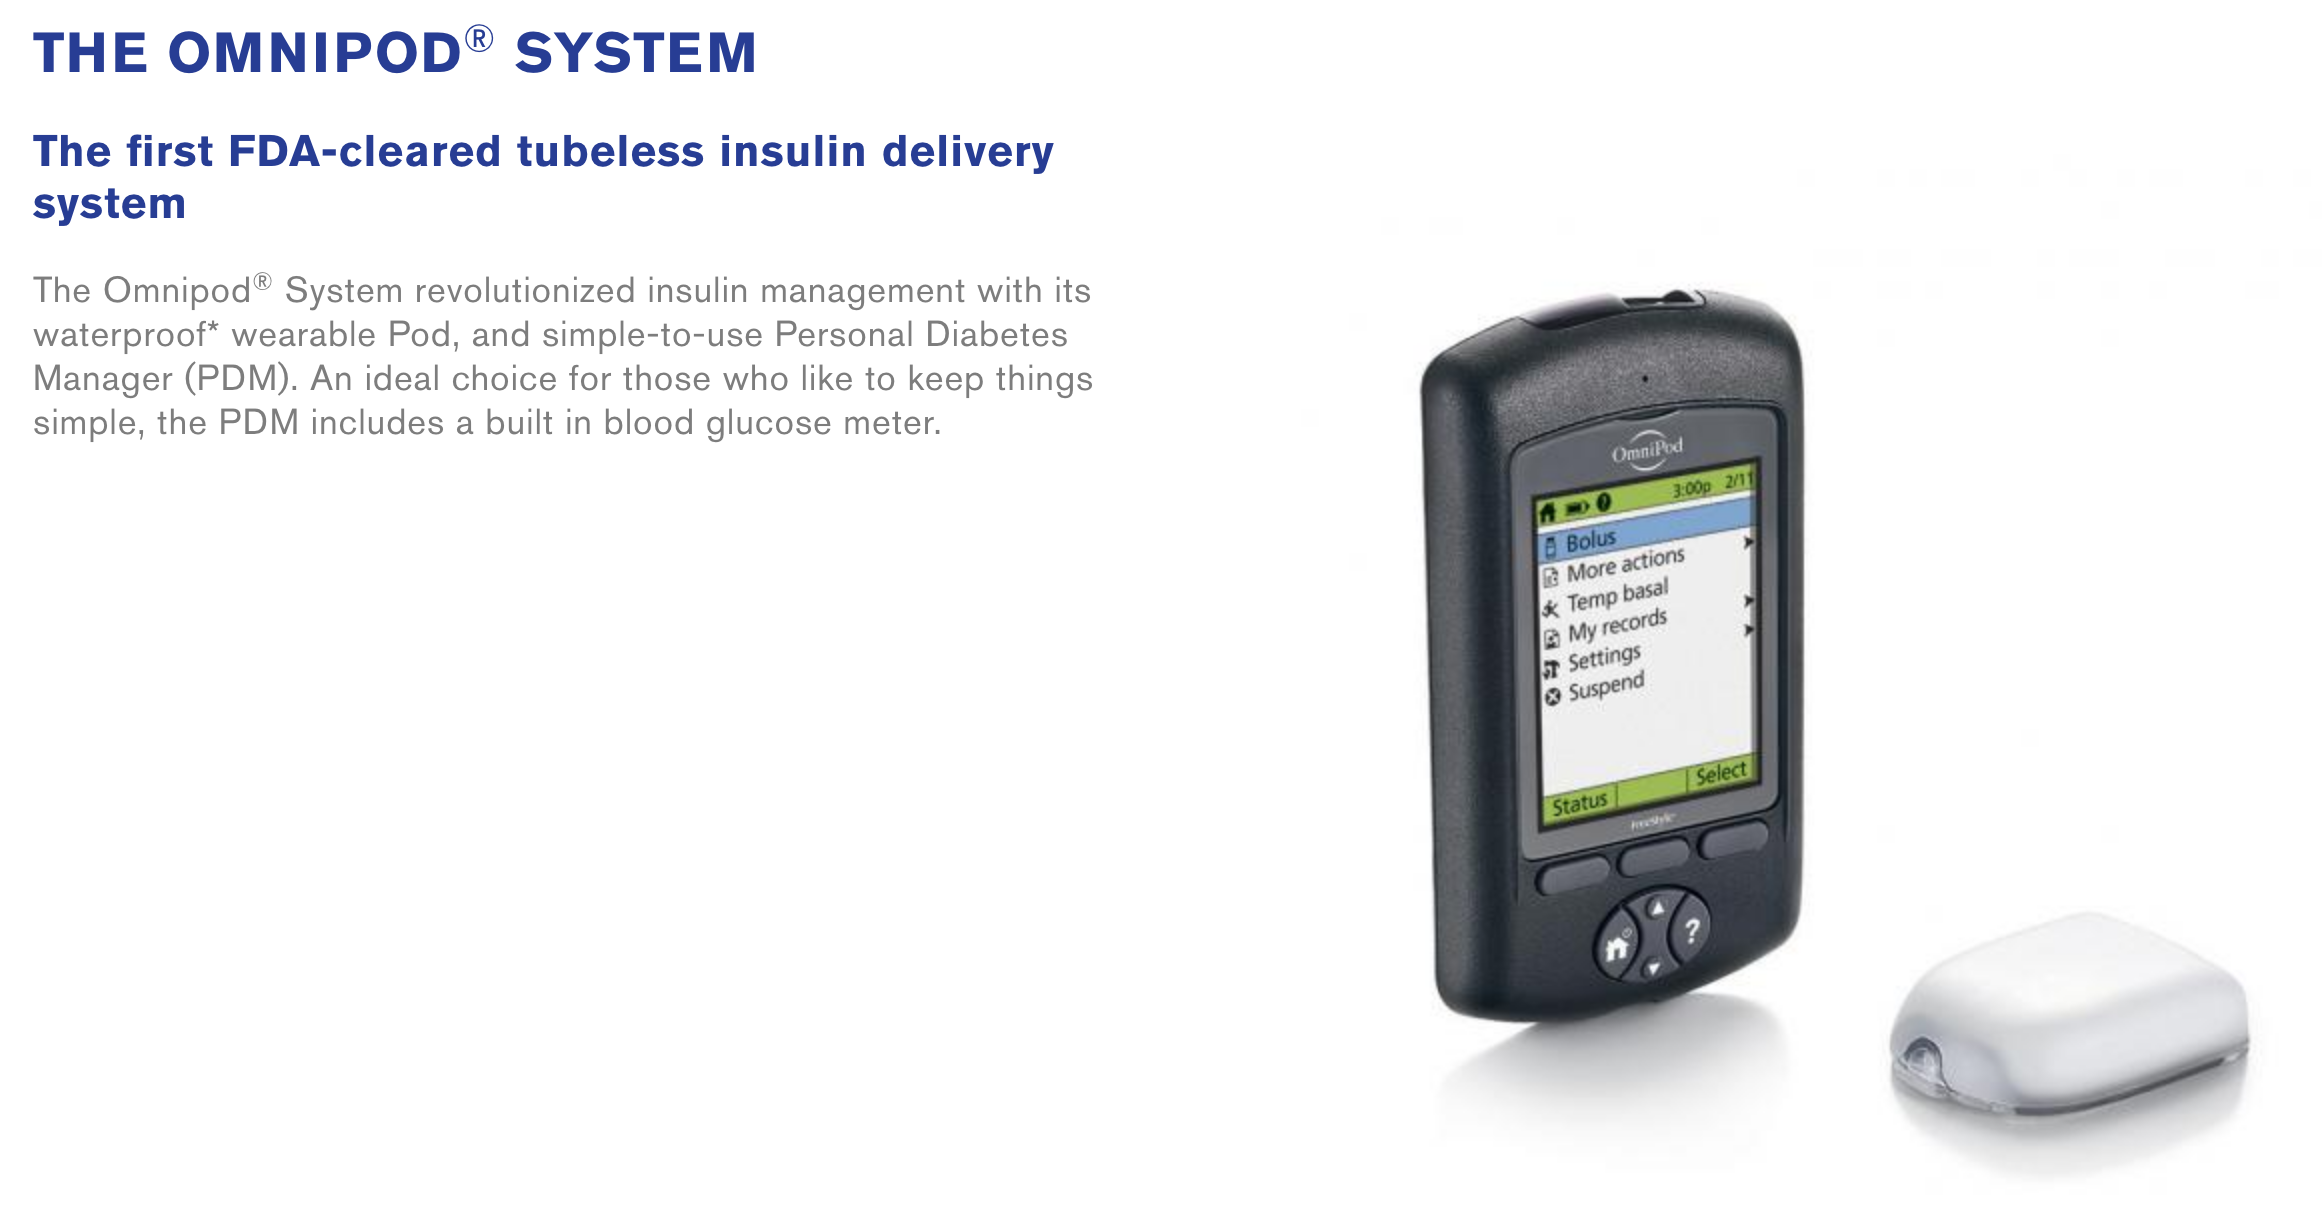 THE OMNIPOD® SYSTEM
The first FDA-cleared tubeless insulin delivery
system
The Omnipod® System revolutionized insulin management with its
waterproof* wearable Pod, and simple-to-use Personal Diabetes
Manager (PDM). An ideal choice for those who like to keep things
simple, the PDM includes a built in blood glucose meter.
OmniPod
3:00p 2/11
Bolus
More actions
Temp basal
My records
Settings
Suspend
Status Select
FreeStyle
?